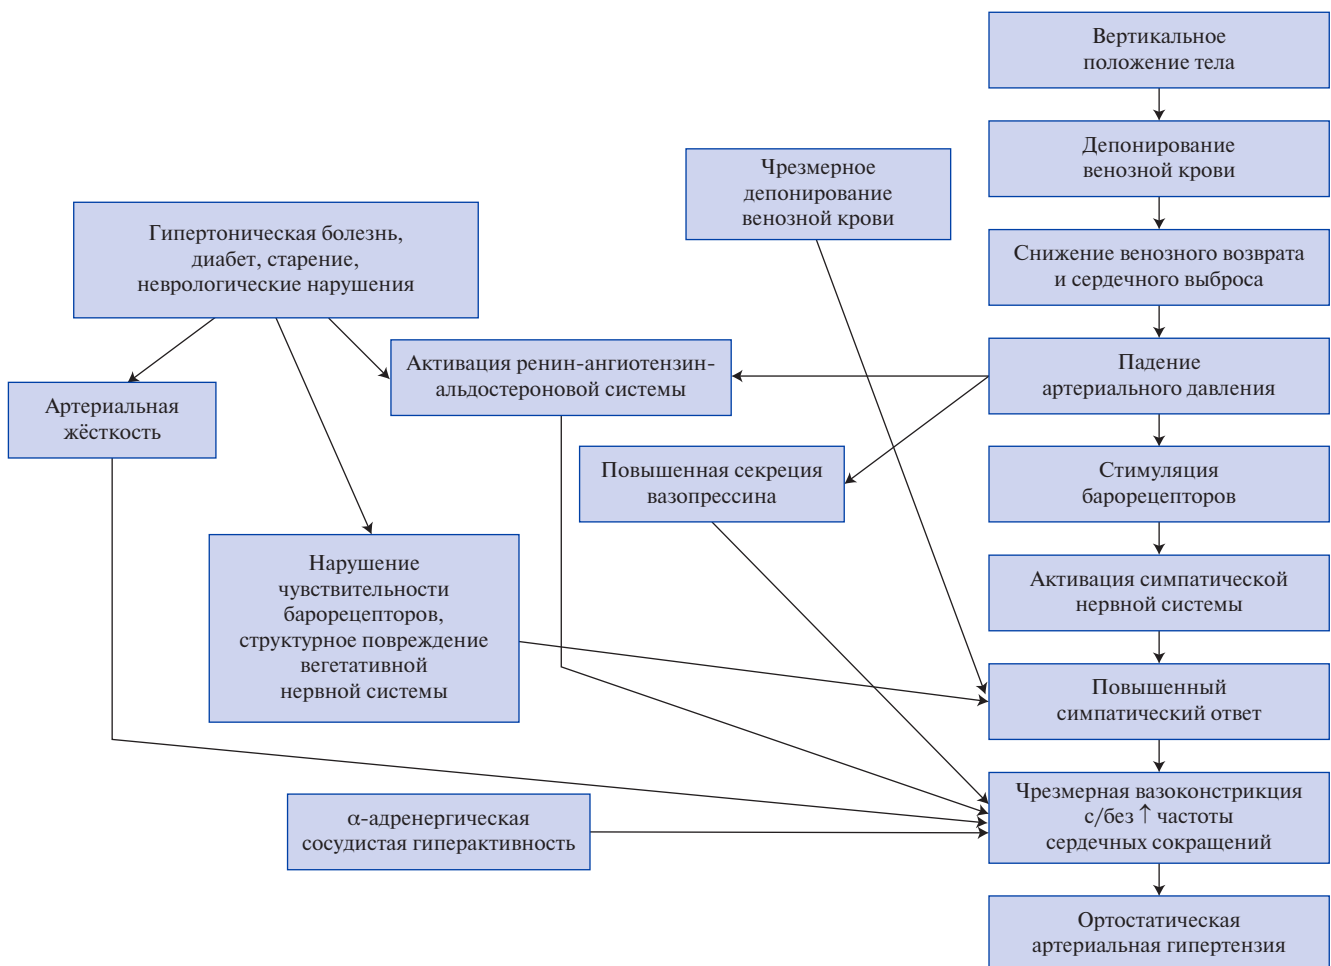 Вертикальное
положение тела
Депонирование
венозной крови
Чрезмерное
депонирование
венозной крови
Гипертоническая болезнь,
диабет, старение,
неврологические нарушения
Снижение венозного возврата
и сердечного выброса
Активация ренин-ангиотензин-
альдостероновой системы
Падение
артериального давления
Артериальная
жёсткость
Повышенная секреция
вазопрессина
Стимуляция
барорецепторов
Нарушение
чувствительности
барорецепторов,
структурное повреждение
вегетативной
нервной системы
Активация симпатической
нервной системы
Повышенный
симпатический ответ
α-адренергическая
сосудистая гиперактивность
Чрезмерная вазоконстрикция
с/без ↑ частоты
сердечных сокращений
Ортостатическая
артериальная гипертензия